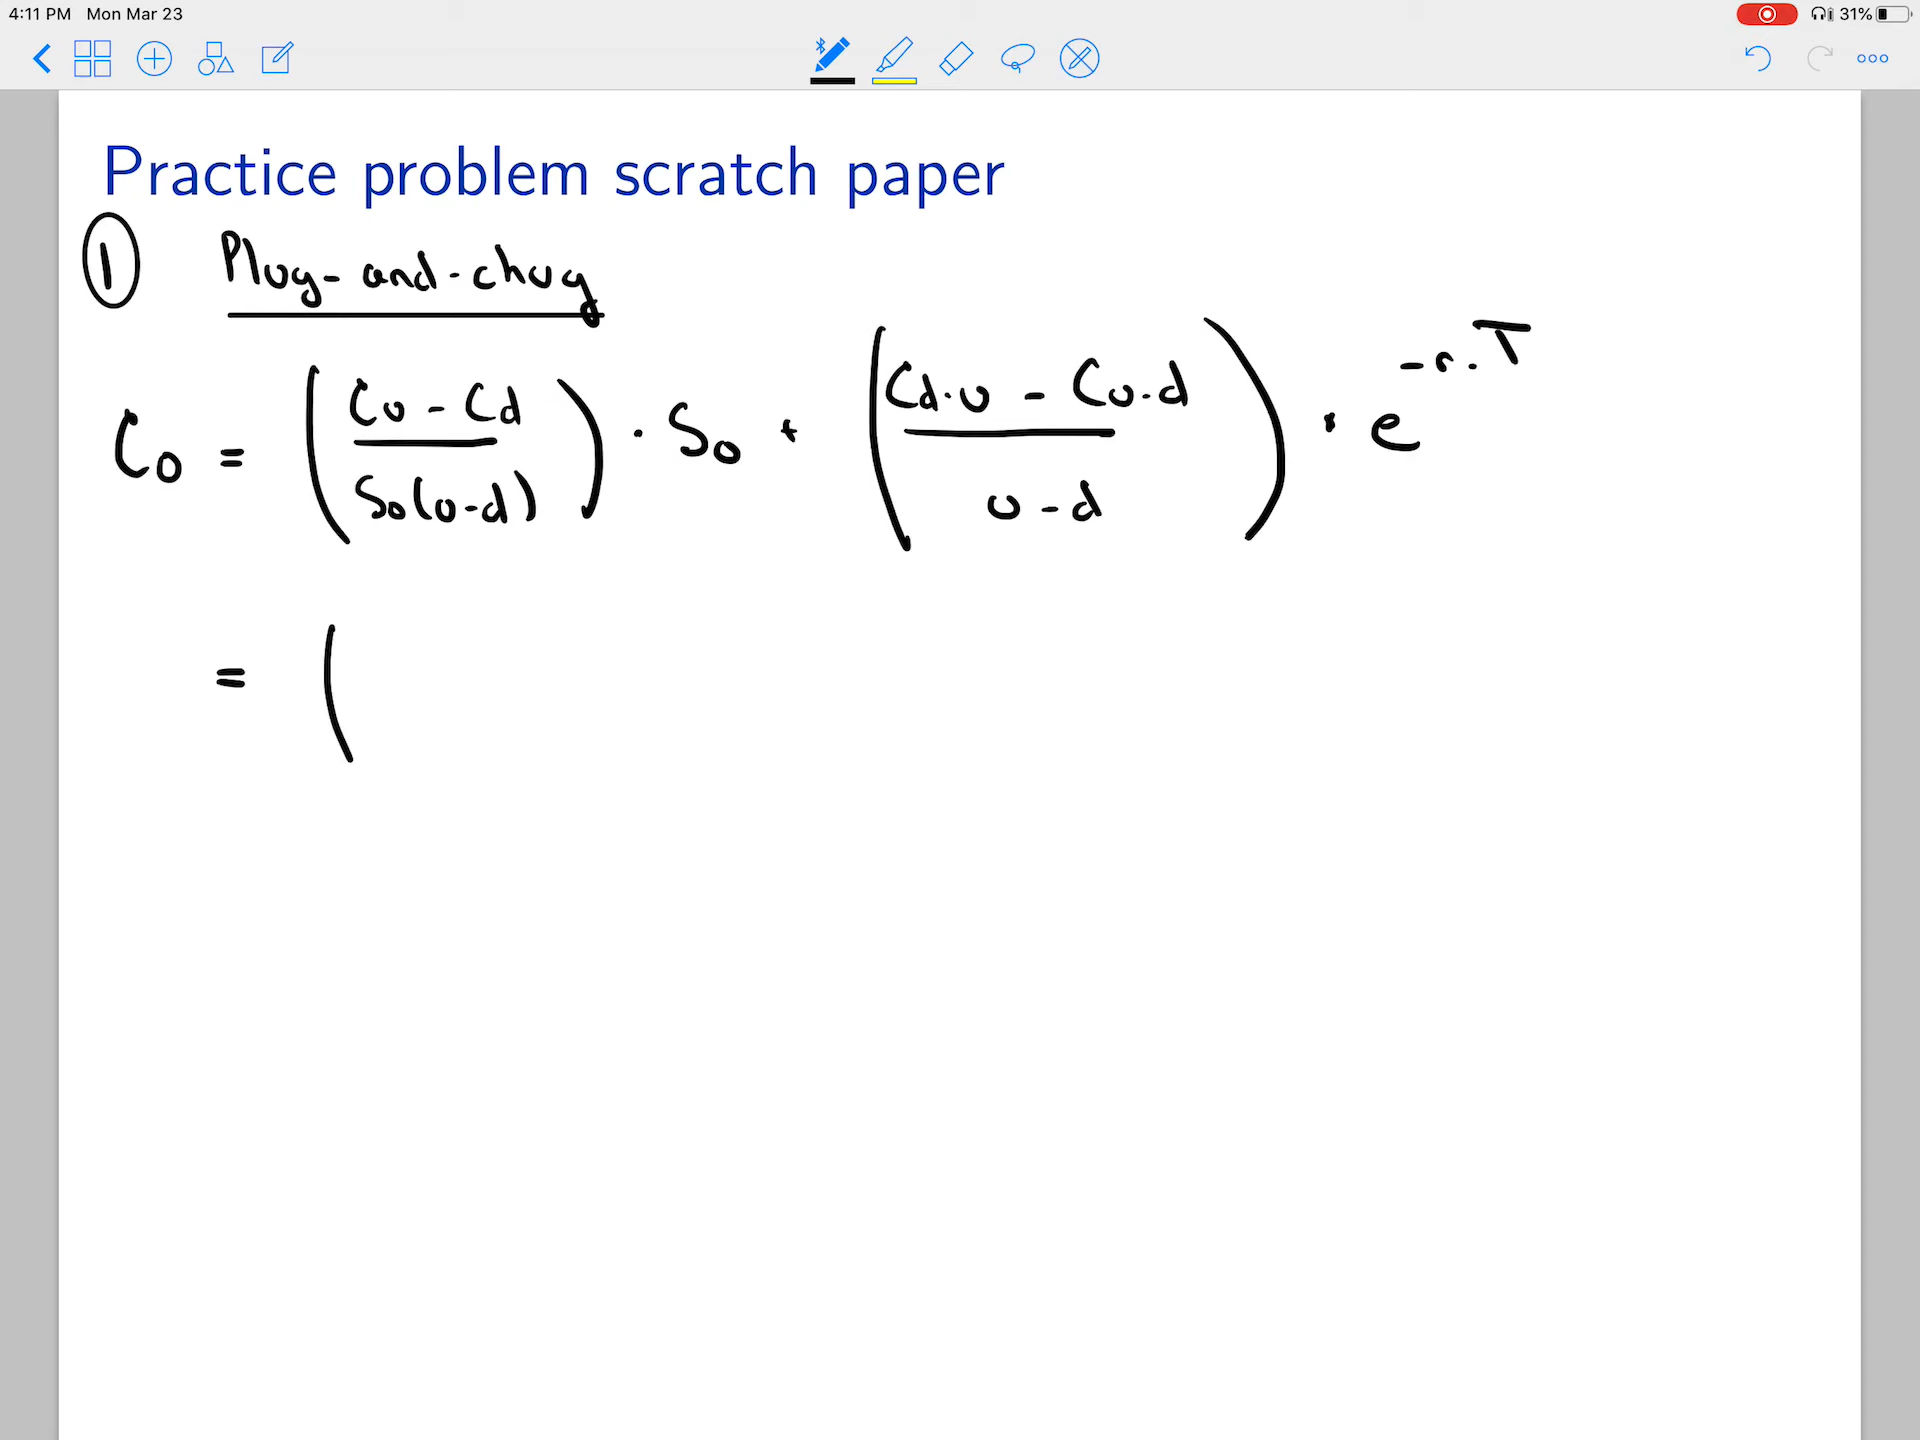 4:11 PM Mon Mar 23 31%
Practice problem scratch paper
① Plug-and-chug
C₀ = ( (Cu - Cd) / (S₀(u-d)) ) · S₀ + ( (Cd·u - Cu·d) / (u-d) ) · e^(-r·T)
= (